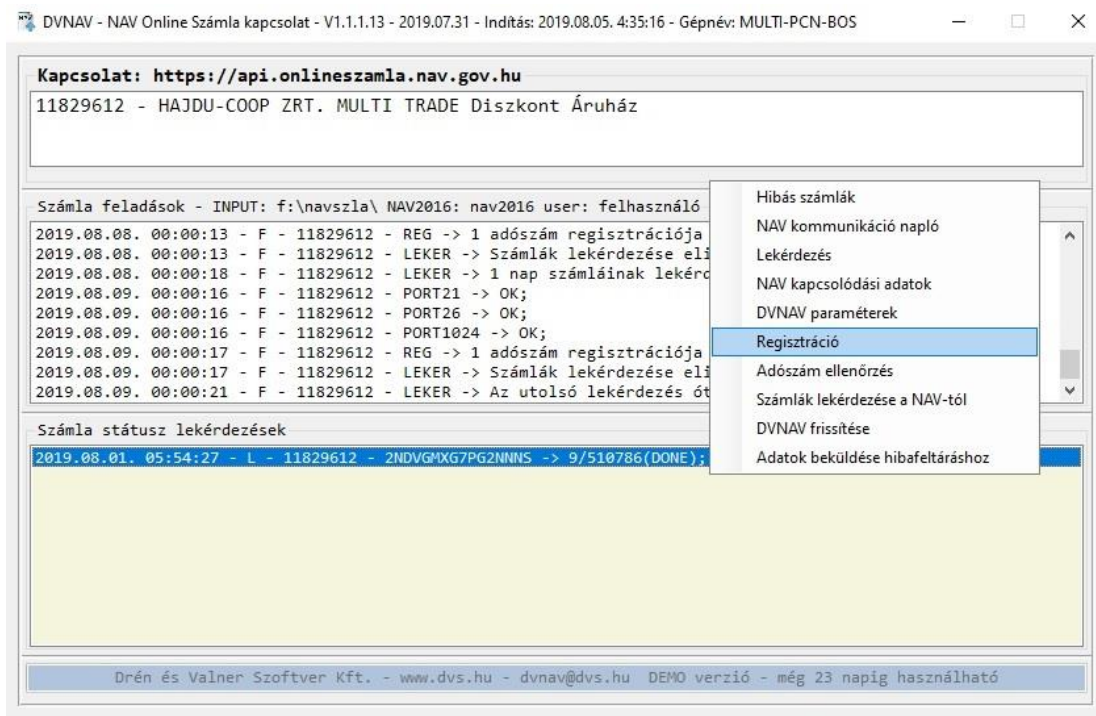 DVNAV - NAV Online Számla kapcsolat - V1.1.1.13 - 2019.07.31 - Indítás: 2019.08.05. 4:35:16 - Gépnév: MULTI-PCN-BOS
Kapcsolat: https://api.onlineszamla.nav.gov.hu
11829612 - HAJDU-COOP ZRT. MULTI TRADE Diszkont Áruház
Számla feladások - INPUT: f:\navszla\ NAV2016: nav2016 user: felhasználó
2019.08.08. 00:00:13 - F - 11829612 - REG -> 1 adószám regisztrációja
2019.08.08. 00:00:13 - F - 11829612 - LEKER -> Számlák lekérdezése eli
2019.08.08. 00:00:18 - F - 11829612 - LEKER -> 1 nap számláinak lekérd
2019.08.09. 00:00:16 - F - 11829612 - PORT21 -> OK;
2019.08.09. 00:00:16 - F - 11829612 - PORT26 -> OK;
2019.08.09. 00:00:16 - F - 11829612 - PORT1024 -> OK;
2019.08.09. 00:00:17 - F - 11829612 - REG -> 1 adószám regisztrációja
2019.08.09. 00:00:17 - F - 11829612 - LEKER -> Számlák lekérdezése eli
2019.08.09. 00:00:21 - F - 11829612 - LEKER -> Az utolsó lekérdezés ót
Hibás számlák
NAV kommunikáció napló
Lekérdezés
NAV kapcsolódási adatok
DVNAV paraméterek
Regisztráció
Adószám ellenőrzés
Számlák lekérdezése a NAV-tól
DVNAV frissítése
Adatok beküldése hibafeltáráshoz
Számla státusz lekérdezések
2019.08.01. 05:54:27 - L - 11829612 - 2NDVGMXG7PG2NNNS -> 9/510786(DONE);
Drén és Valner Szoftver Kft. - www.dvs.hu - dvnav@dvs.hu DEMO verzió - még 23 napig használható